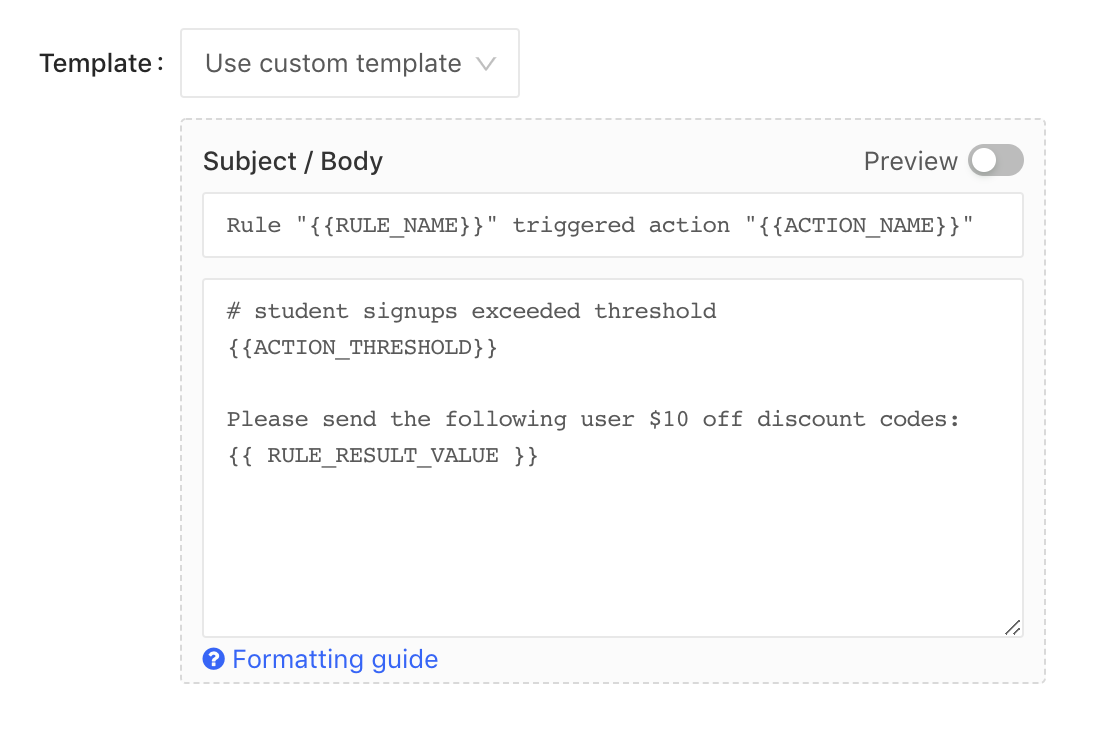 Template:
Use custom template
Subject / Body
Preview
Rule "{{RULE_NAME}}" triggered action "{{ACTION_NAME}}"
# student signups exceeded threshold
{{ACTION_THRESHOLD}}
Please send the following user $10 off discount codes:
{{ RULE_RESULT_VALUE }}
? Formatting guide